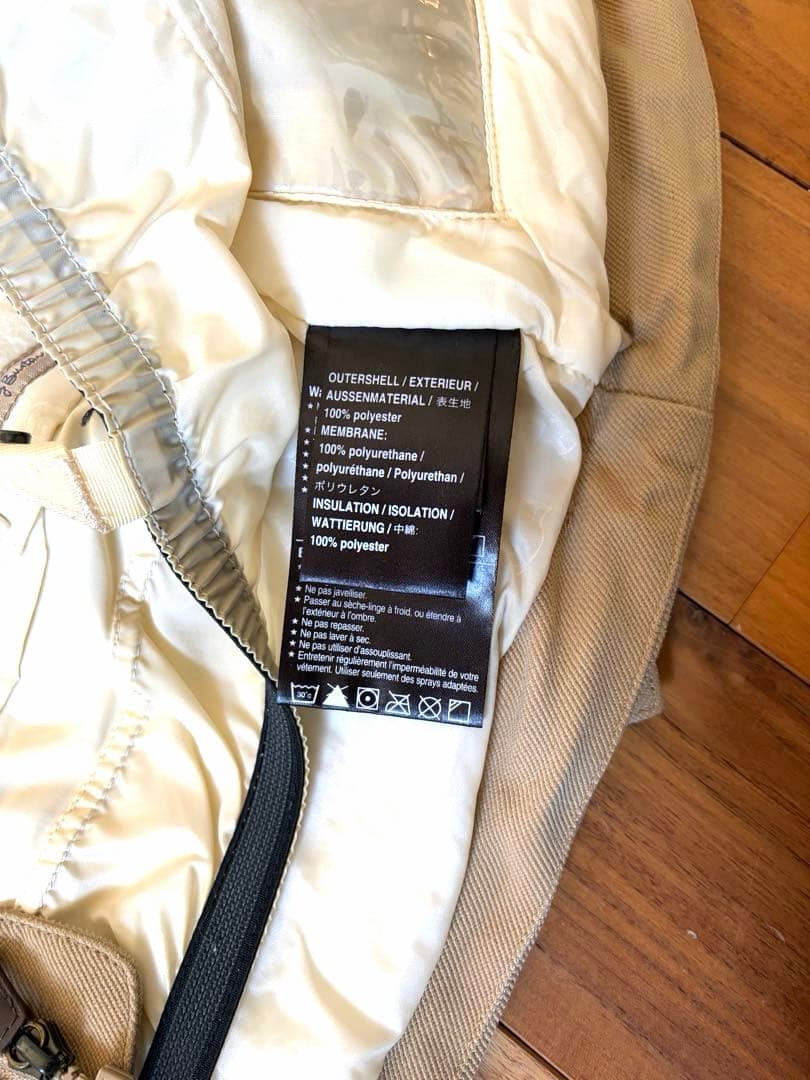 OUTERSHELL / EXTERIEUR /
AUSSENMATERIAL / 表生地
100% polyester
MEMBRANE:
100% polyurethane /
polyuréthane / Polyurethan /
ポリウレタン
INSULATION / ISOLATION /
WATTIERUNG / 中綿:
100% polyester
★ Ne pas javelliser.
★ Passer au sèche-linge à froid, ou étendre à
l'extérieur à l'ombre.
★ Ne pas repasser.
★ Ne pas laver à sec.
★ Ne pas utiliser d'assouplissant.
★ Entretenir régulièrement l'imperméabilité de votre
vêtement. Utiliser seulement des sprays adaptées.
30°c